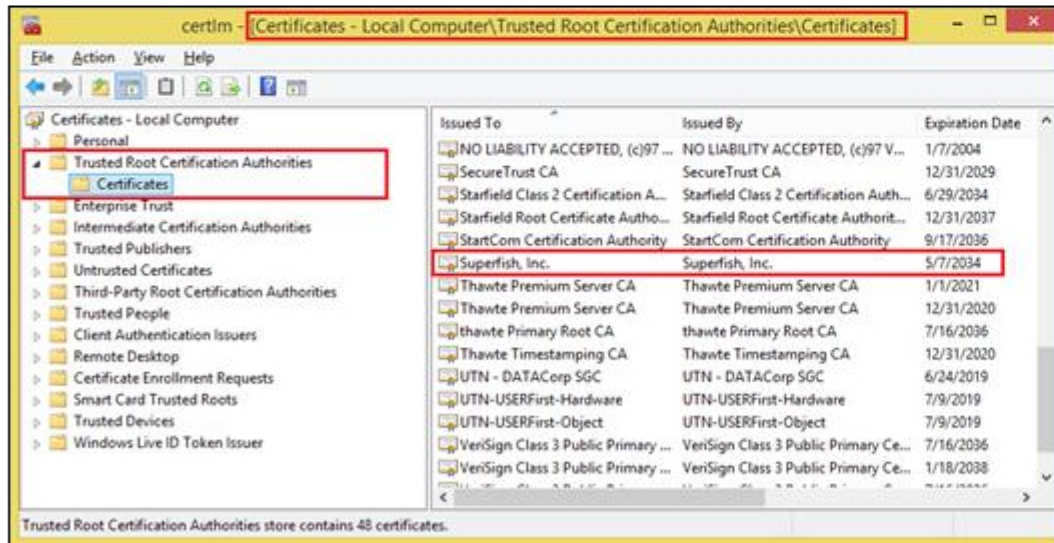 certlm - [Certificates - Local Computer\Trusted Root Certification Authorities\Certificates]
File Action View Help
Certificates - Local Computer
Personal
Trusted Root Certification Authorities
Certificates
Enterprise Trust
Intermediate Certification Authorities
Trusted Publishers
Untrusted Certificates
Third-Party Root Certification Authorities
Trusted People
Client Authentication Issuers
Remote Desktop
Certificate Enrollment Requests
Smart Card Trusted Roots
Trusted Devices
Windows Live ID Token Issuer
Issued To Issued By Expiration Date
NO LIABILITY ACCEPTED, (c)97 ... NO LIABILITY ACCEPTED, (c)97 V... 1/7/2004
SecureTrust CA SecureTrust CA 12/31/2029
Starfield Class 2 Certification A... Starfield Class 2 Certification Auth... 6/29/2034
Starfield Root Certificate Autho... Starfield Root Certificate Authorit... 12/31/2037
StartCom Certification Authority StartCom Certification Authority 9/17/2036
Superfish, Inc. Superfish, Inc. 5/7/2034
Thawte Premium Server CA Thawte Premium Server CA 1/1/2021
Thawte Premium Server CA Thawte Premium Server CA 12/31/2020
thawte Primary Root CA thawte Primary Root CA 7/16/2036
Thawte Timestamping CA Thawte Timestamping CA 12/31/2020
UTN - DATACorp SGC UTN - DATACorp SGC 6/24/2019
UTN-USERFirst-Hardware UTN-USERFirst-Hardware 7/9/2019
UTN-USERFirst-Object UTN-USERFirst-Object 7/9/2019
VeriSign Class 3 Public Primary ... VeriSign Class 3 Public Primary Ce... 7/16/2036
VeriSign Class 3 Public Primary ... VeriSign Class 3 Public Primary Ce... 1/18/2038
Trusted Root Certification Authorities store contains 48 certificates.